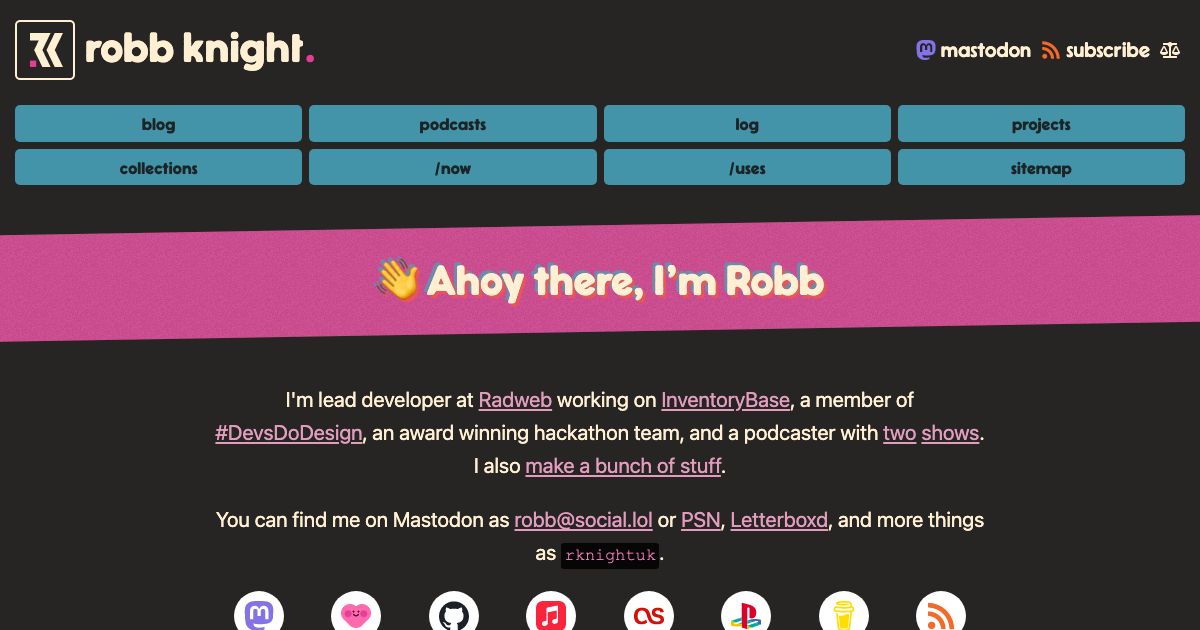 robb knight.
mastodon subscribe
blog podcasts log projects
collections /now /uses sitemap
👋 Ahoy there, I’m Robb
I'm lead developer at Radweb working on InventoryBase, a member of
#DevsDoDesign, an award winning hackathon team, and a podcaster with two shows.
I also make a bunch of stuff.
You can find me on Mastodon as robb@social.lol or PSN, Letterboxd, and more things
as rknightuk.